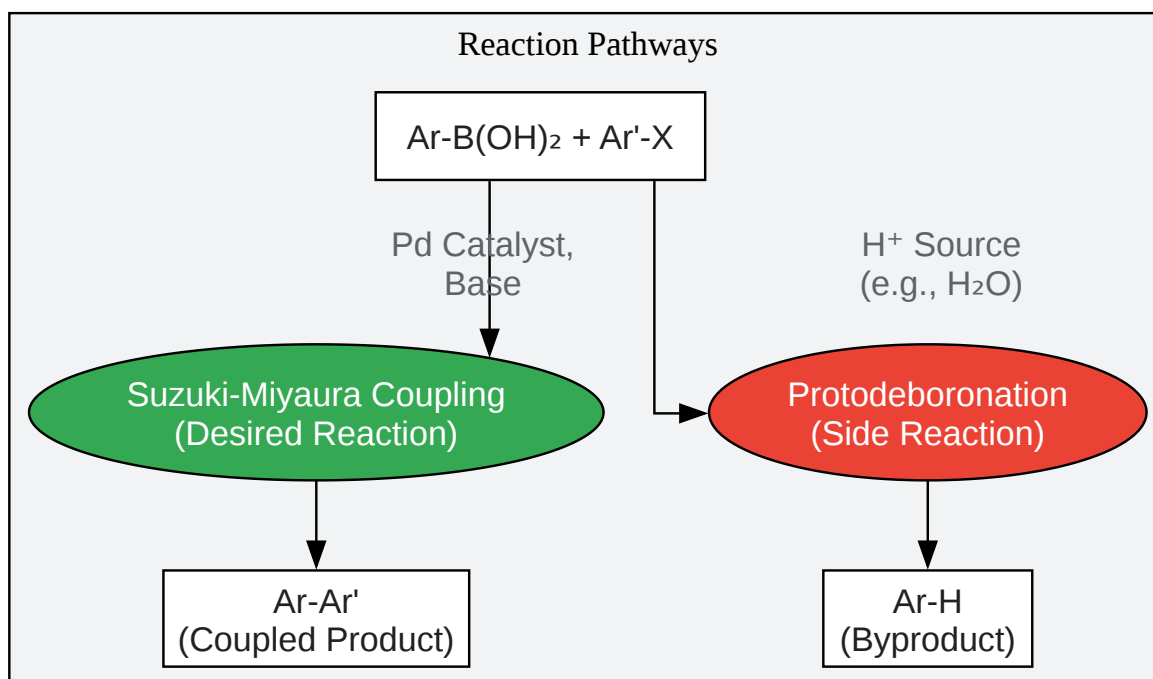 Reaction Pathways
Ar-B(OH)₂ + Ar'-X
Pd Catalyst,
Base
H⁺ Source
(e.g., H₂O)
Suzuki-Miyaura Coupling
(Desired Reaction)
Protodeboronation
(Side Reaction)
Ar-Ar'
(Coupled Product)
Ar-H
(Byproduct)